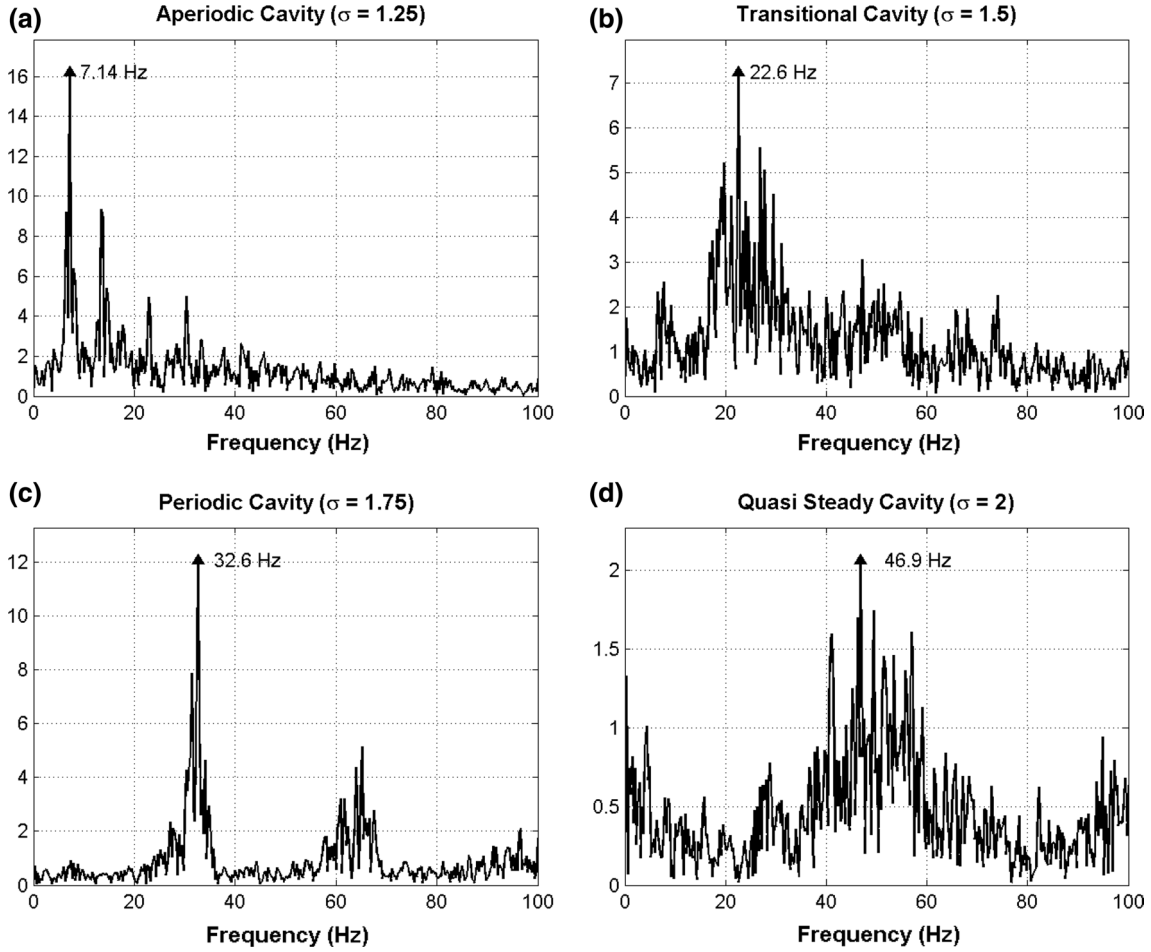 (a)
Aperiodic Cavity (σ = 1.25)
16
14
12
10
8
6
4
2
0
7.14 Hz
0 20 40 60 80 100
Frequency (Hz)
(b)
Transitional Cavity (σ = 1.5)
7
6
5
4
3
2
1
0
22.6 Hz
0 20 40 60 80 100
Frequency (Hz)
(c)
Periodic Cavity (σ = 1.75)
12
10
8
6
4
2
0
32.6 Hz
0 20 40 60 80 100
Frequency (Hz)
(d)
Quasi Steady Cavity (σ = 2)
2
1.5
1
0.5
0
46.9 Hz
0 20 40 60 80 100
Frequency (Hz)